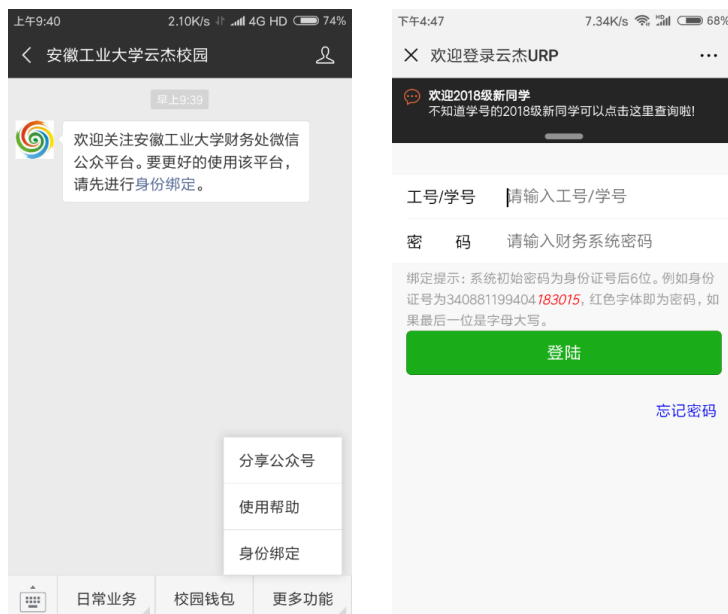 上午9:40
2.10K/s 4G HD 74%
安徽工业大学云杰校园
早上9:39
欢迎关注安徽工业大学财务处微信
公众平台。要更好的使用该平台，
请先进行身份绑定。
分享公众号
使用帮助
身份绑定
日常业务
校园钱包
更多功能
下午4:47
7.34K/s HD 68%
欢迎登录云杰URP
欢迎2018级新同学
不知道学号的2018级新同学可以点击这里查询啦!
工号/学号 请输入工号/学号
密 码 请输入财务系统密码
绑定提示：系统初始密码为身份证号后6位。例如身份
证号为340881199404183015，红色字体即为密码，如
果最后一位是字母大写。
登陆
忘记密码